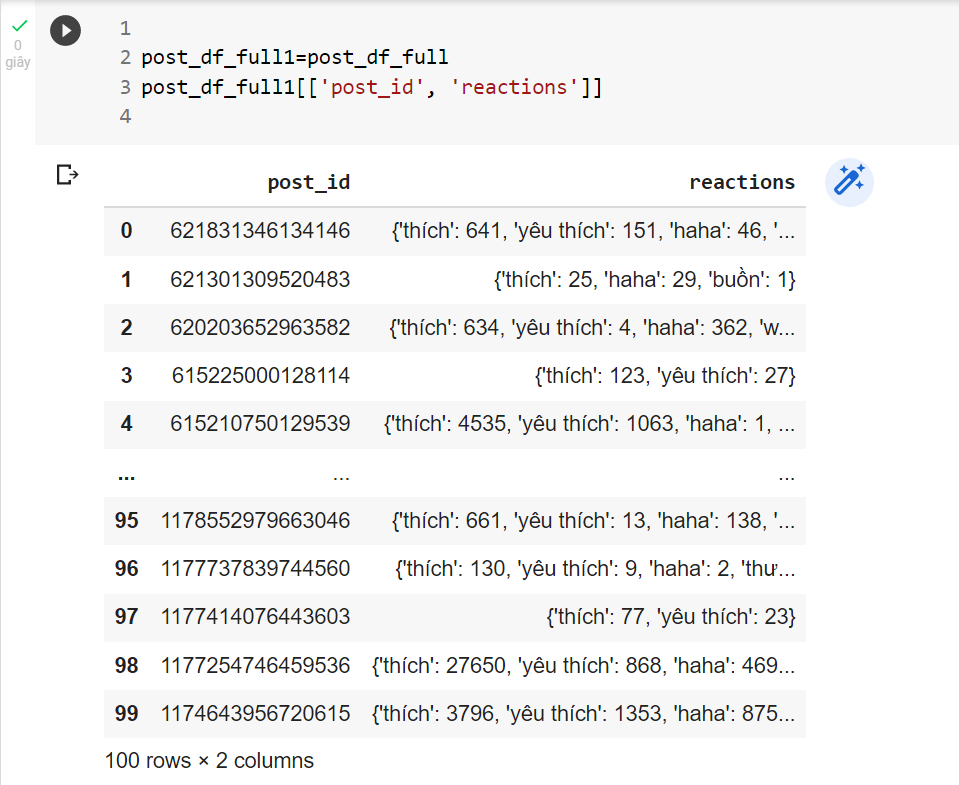 0
giây
1
2 post_df_full1=post_df_full
3 post_df_full1[['post_id', 'reactions']]
4
post_id reactions
0 621831346134146 {'thích': 641, 'yêu thích': 151, 'haha': 46, '...
1 621301309520483 {'thích': 25, 'haha': 29, 'buồn': 1}
2 620203652963582 {'thích': 634, 'yêu thích': 4, 'haha': 362, 'w...
3 615225000128114 {'thích': 123, 'yêu thích': 27}
4 615210750129539 {'thích': 4535, 'yêu thích': 1063, 'haha': 1, ...
... ... ...
95 1178552979663046 {'thích': 661, 'yêu thích': 13, 'haha': 138, '...
96 1177737839744560 {'thích': 130, 'yêu thích': 9, 'haha': 2, 'thư...
97 1177414076443603 {'thích': 77, 'yêu thích': 23}
98 1177254746459536 {'thích': 27650, 'yêu thích': 868, 'haha': 469...
99 1174643956720615 {'thích': 3796, 'yêu thích': 1353, 'haha': 875...
100 rows × 2 columns